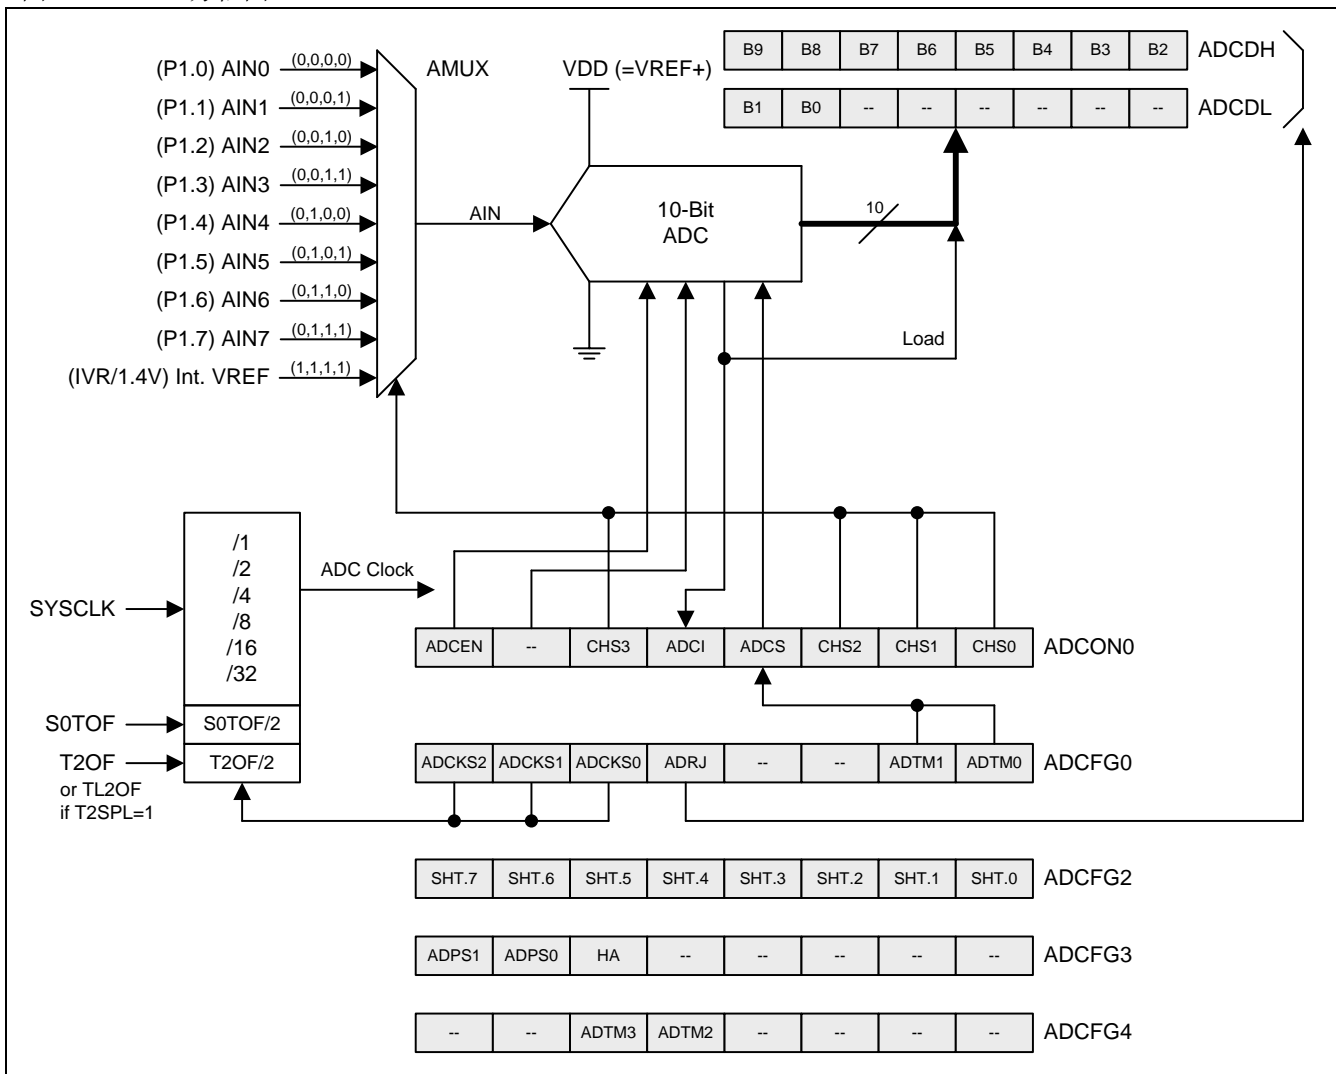 B9 B8 B7 B6 B5 B4 B3 B2 ADCDH
B1 B0 -- -- -- -- -- -- ADCDL
AMUX
VDD (=VREF+)
(P1.0) AIN0 (0,0,0,0)
(P1.1) AIN1 (0,0,0,1)
(P1.2) AIN2 (0,0,1,0)
(P1.3) AIN3 (0,0,1,1)
(P1.4) AIN4 (0,1,0,0)
(P1.5) AIN5 (0,1,0,1)
(P1.6) AIN6 (0,1,1,0)
(P1.7) AIN7 (0,1,1,1)
(IVR/1.4V) Int. VREF (1,1,1,1)
AIN
10-Bit
ADC
10
Load
SYSCLK
/1
/2
/4
/8
/16
/32
ADC Clock
S0TOF
S0TOF/2
T2OF
or TL2OF
if T2SPL=1
T2OF/2
ADCEN -- CHS3 ADCI ADCS CHS2 CHS1 CHS0 ADCON0
ADCKS2 ADCKS1 ADCKS0 ADRJ -- -- ADTM1 ADTM0 ADCFG0
SHT.7 SHT.6 SHT.5 SHT.4 SHT.3 SHT.2 SHT.1 SHT.0 ADCFG2
ADPS1 ADPS0 HA -- -- -- -- -- ADCFG3
-- -- ADTM3 ADTM2 -- -- -- -- ADCFG4